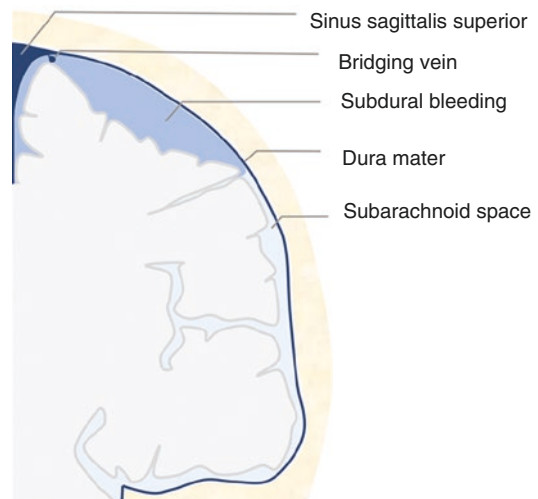 Sinus sagittalis superior
Bridging vein
Subdural bleeding
Dura mater
Subarachnoid space